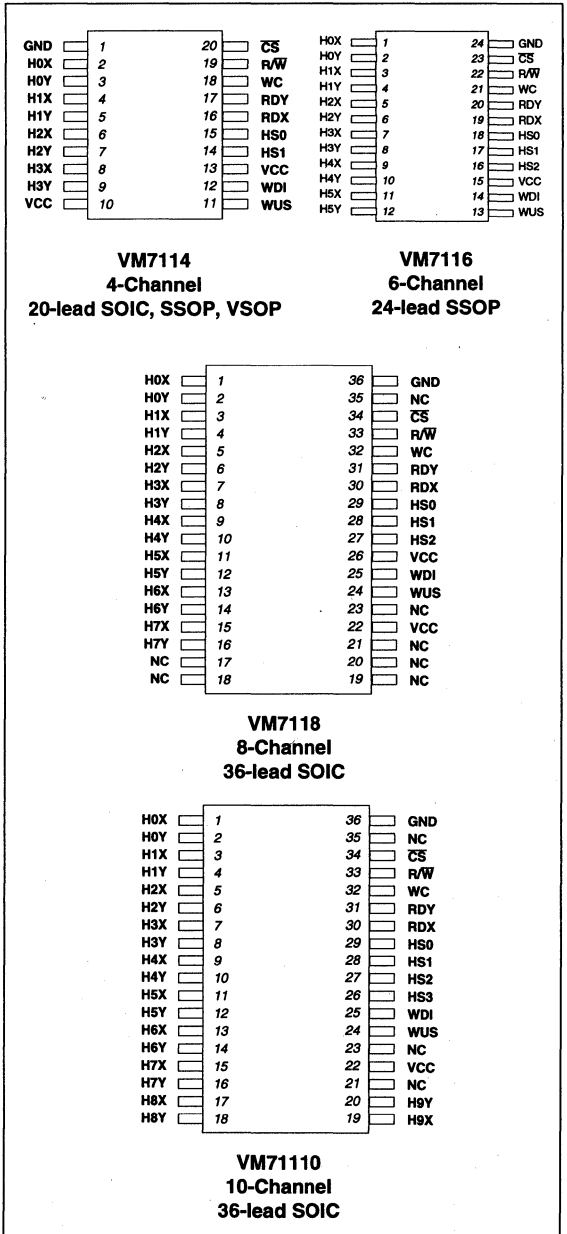 GND 1 20 C̅S̅
H0X 2 19 R/W̅
H0Y 3 18 WC
H1X 4 17 RDY
H1Y 5 16 RDX
H2X 6 15 HS0
H2Y 7 14 HS1
H3X 8 13 VCC
H3Y 9 12 WDI
VCC 10 11 WUS
VM7114
4-Channel
20-lead SOIC, SSOP, VSOP
H0X 1 24 GND
H0Y 2 23 C̅S̅
H1X 3 22 R/W̅
H1Y 4 21 WC
H2X 5 20 RDY
H2Y 6 19 RDX
H3X 7 18 HS0
H3Y 8 17 HS1
H4X 9 16 HS2
H4Y 10 15 VCC
H5X 11 14 WDI
H5Y 12 13 WUS
VM7116
6-Channel
24-lead SSOP
H0X 1 36 GND
H0Y 2 35 NC
H1X 3 34 C̅S̅
H1Y 4 33 R/W̅
H2X 5 32 WC
H2Y 6 31 RDY
H3X 7 30 RDX
H3Y 8 29 HS0
H4X 9 28 HS1
H4Y 10 27 HS2
H5X 11 26 VCC
H5Y 12 25 WDI
H6X 13 24 WUS
H6Y 14 23 NC
H7X 15 22 VCC
H7Y 16 21 NC
NC 17 20 NC
NC 18 19 NC
VM7118
8-Channel
36-lead SOIC
H0X 1 36 GND
H0Y 2 35 NC
H1X 3 34 C̅S̅
H1Y 4 33 R/W̅
H2X 5 32 WC
H2Y 6 31 RDY
H3X 7 30 RDX
H3Y 8 29 HS0
H4X 9 28 HS1
H4Y 10 27 HS2
H5X 11 26 HS3
H5Y 12 25 WDI
H6X 13 24 WUS
H6Y 14 23 NC
H7X 15 22 VCC
H7Y 16 21 NC
H8X 17 20 H9Y
H8Y 18 19 H9X
VM71110
10-Channel
36-lead SOIC